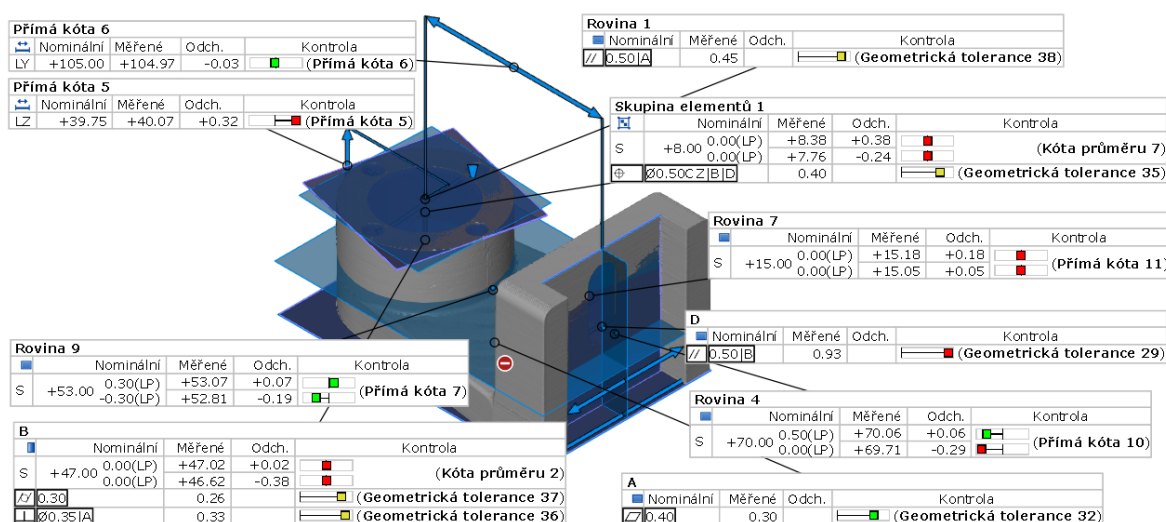 Přímá kóta 6
Nominální Měřené Odch. Kontrola
LY +105.00 +104.97 -0.03 (Přímá kóta 6)
Přímá kóta 5
Nominální Měřené Odch. Kontrola
LZ +39.75 +40.07 +0.32 (Přímá kóta 5)
Rovina 1
Nominální Měřené Odch. Kontrola
// 0.50|A 0.45 (Geometrická tolerance 38)
Skupina elementů 1
Nominální Měřené Odch. Kontrola
S +8.00 0.00(LP) +8.38 +0.38 (Kóta průměru 7)
0.00(LP) +7.76 -0.24
⌖ Ø0.50CZ|B|D 0.40 (Geometrická tolerance 35)
Rovina 7
Nominální Měřené Odch. Kontrola
S +15.00 0.00(LP) +15.18 +0.18 (Přímá kóta 11)
0.00(LP) +15.05 +0.05
D
Nominální Měřené Odch. Kontrola
// 0.50|B 0.93 (Geometrická tolerance 29)
Rovina 9
Nominální Měřené Odch. Kontrola
S +53.00 0.30(LP) +53.07 +0.07 (Přímá kóta 7)
-0.30(LP) +52.81 -0.19
Rovina 4
Nominální Měřené Odch. Kontrola
S +70.00 0.50(LP) +70.06 +0.06 (Přímá kóta 10)
0.00(LP) +69.71 -0.29
B
Nominální Měřené Odch. Kontrola
S +47.00 0.00(LP) +47.02 +0.02 (Kóta průměru 2)
0.00(LP) +46.62 -0.38
⌭ 0.30 0.26 (Geometrická tolerance 37)
⊥ Ø0.35|A 0.33 (Geometrická tolerance 36)
A
Nominální Měřené Odch. Kontrola
⏥ 0.40 0.30 (Geometrická tolerance 32)